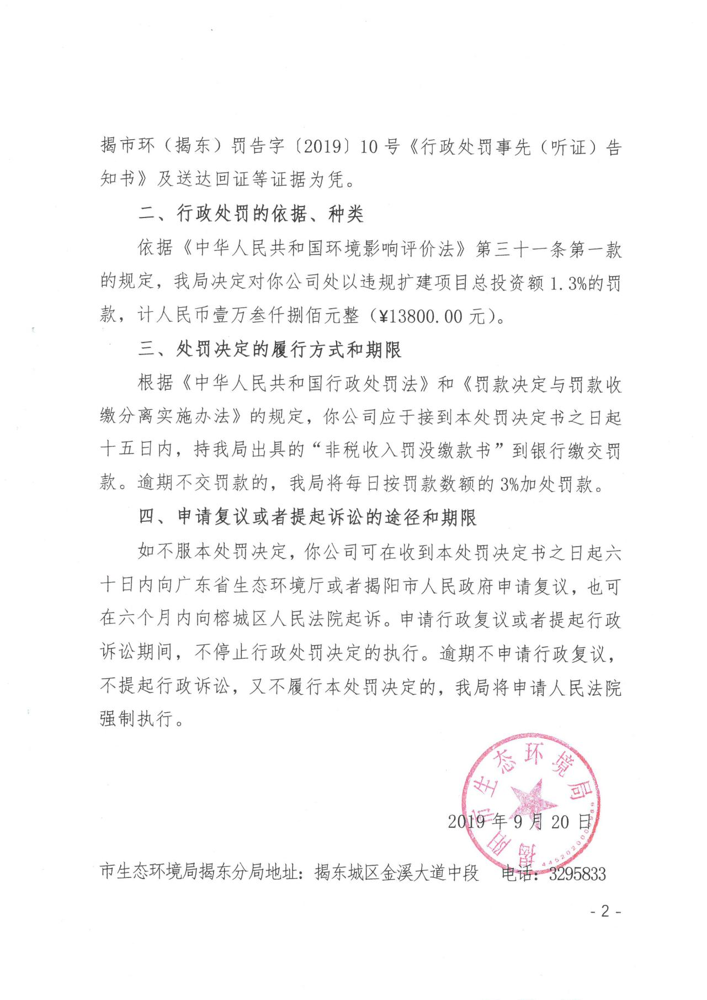 揭市环（揭东）罚告字〔2019〕10号《行政处罚事先（听证）告
知书》及送达回证等证据为凭。
二、行政处罚的依据、种类
依据《中华人民共和国环境影响评价法》第三十一条第一款
的规定，我局决定对你公司处以违规扩建项目总投资额1.3%的罚
款，计人民币壹万叁仟捌佰元整（¥13800.00元）。
三、处罚决定的履行方式和期限
根据《中华人民共和国行政处罚法》和《罚款决定与罚款收
缴分离实施办法》的规定，你公司应于接到本处罚决定书之日起
十五日内，持我局出具的“非税收入罚没缴款书”到银行缴交罚
款。逾期不交罚款的，我局将每日按罚款数额的3%加处罚款。
四、申请复议或者提起诉讼的途径和期限
如不服本处罚决定，你公司可在收到本处罚决定书之日起六
十日内向广东省生态环境厅或者揭阳市人民政府申请复议，也可
在六个月内向榕城区人民法院起诉。申请行政复议或者提起行政
诉讼期间，不停止行政处罚决定的执行。逾期不申请行政复议，
不提起行政诉讼，又不履行本处罚决定的，我局将申请人民法院
强制执行。
揭阳市生态环境局
4452020000989
2019年9月20日
市生态环境局揭东分局地址：揭东城区金溪大道中段 电话：3295833
- 2 -